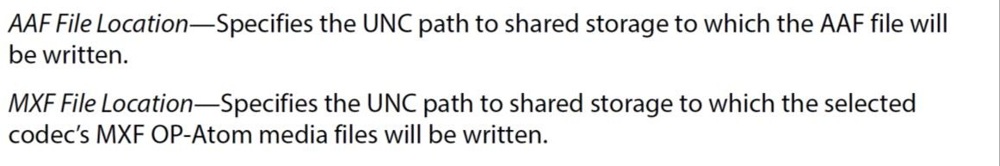 AAF File Location—Specifies the UNC path to shared storage to which the AAF file will
be written.
MXF File Location—Specifies the UNC path to shared storage to which the selected
codec’s MXF OP-Atom media files will be written.